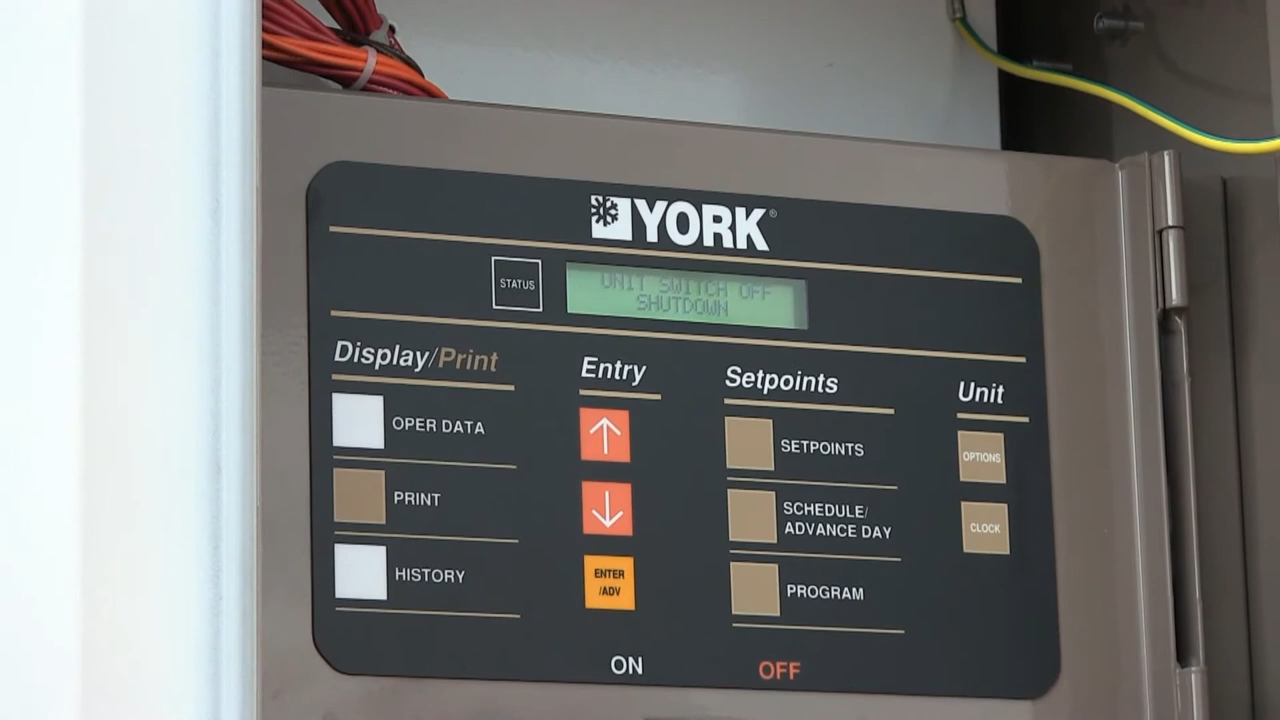 YORK®
STATUS
UNIT SWITCH OFF
SHUTDOWN
Display/Print
OPER DATA
PRINT
HISTORY
Entry
ENTER
/ADV
Setpoints
SETPOINTS
SCHEDULE/
ADVANCE DAY
PROGRAM
Unit
OPTIONS
CLOCK
ON
OFF